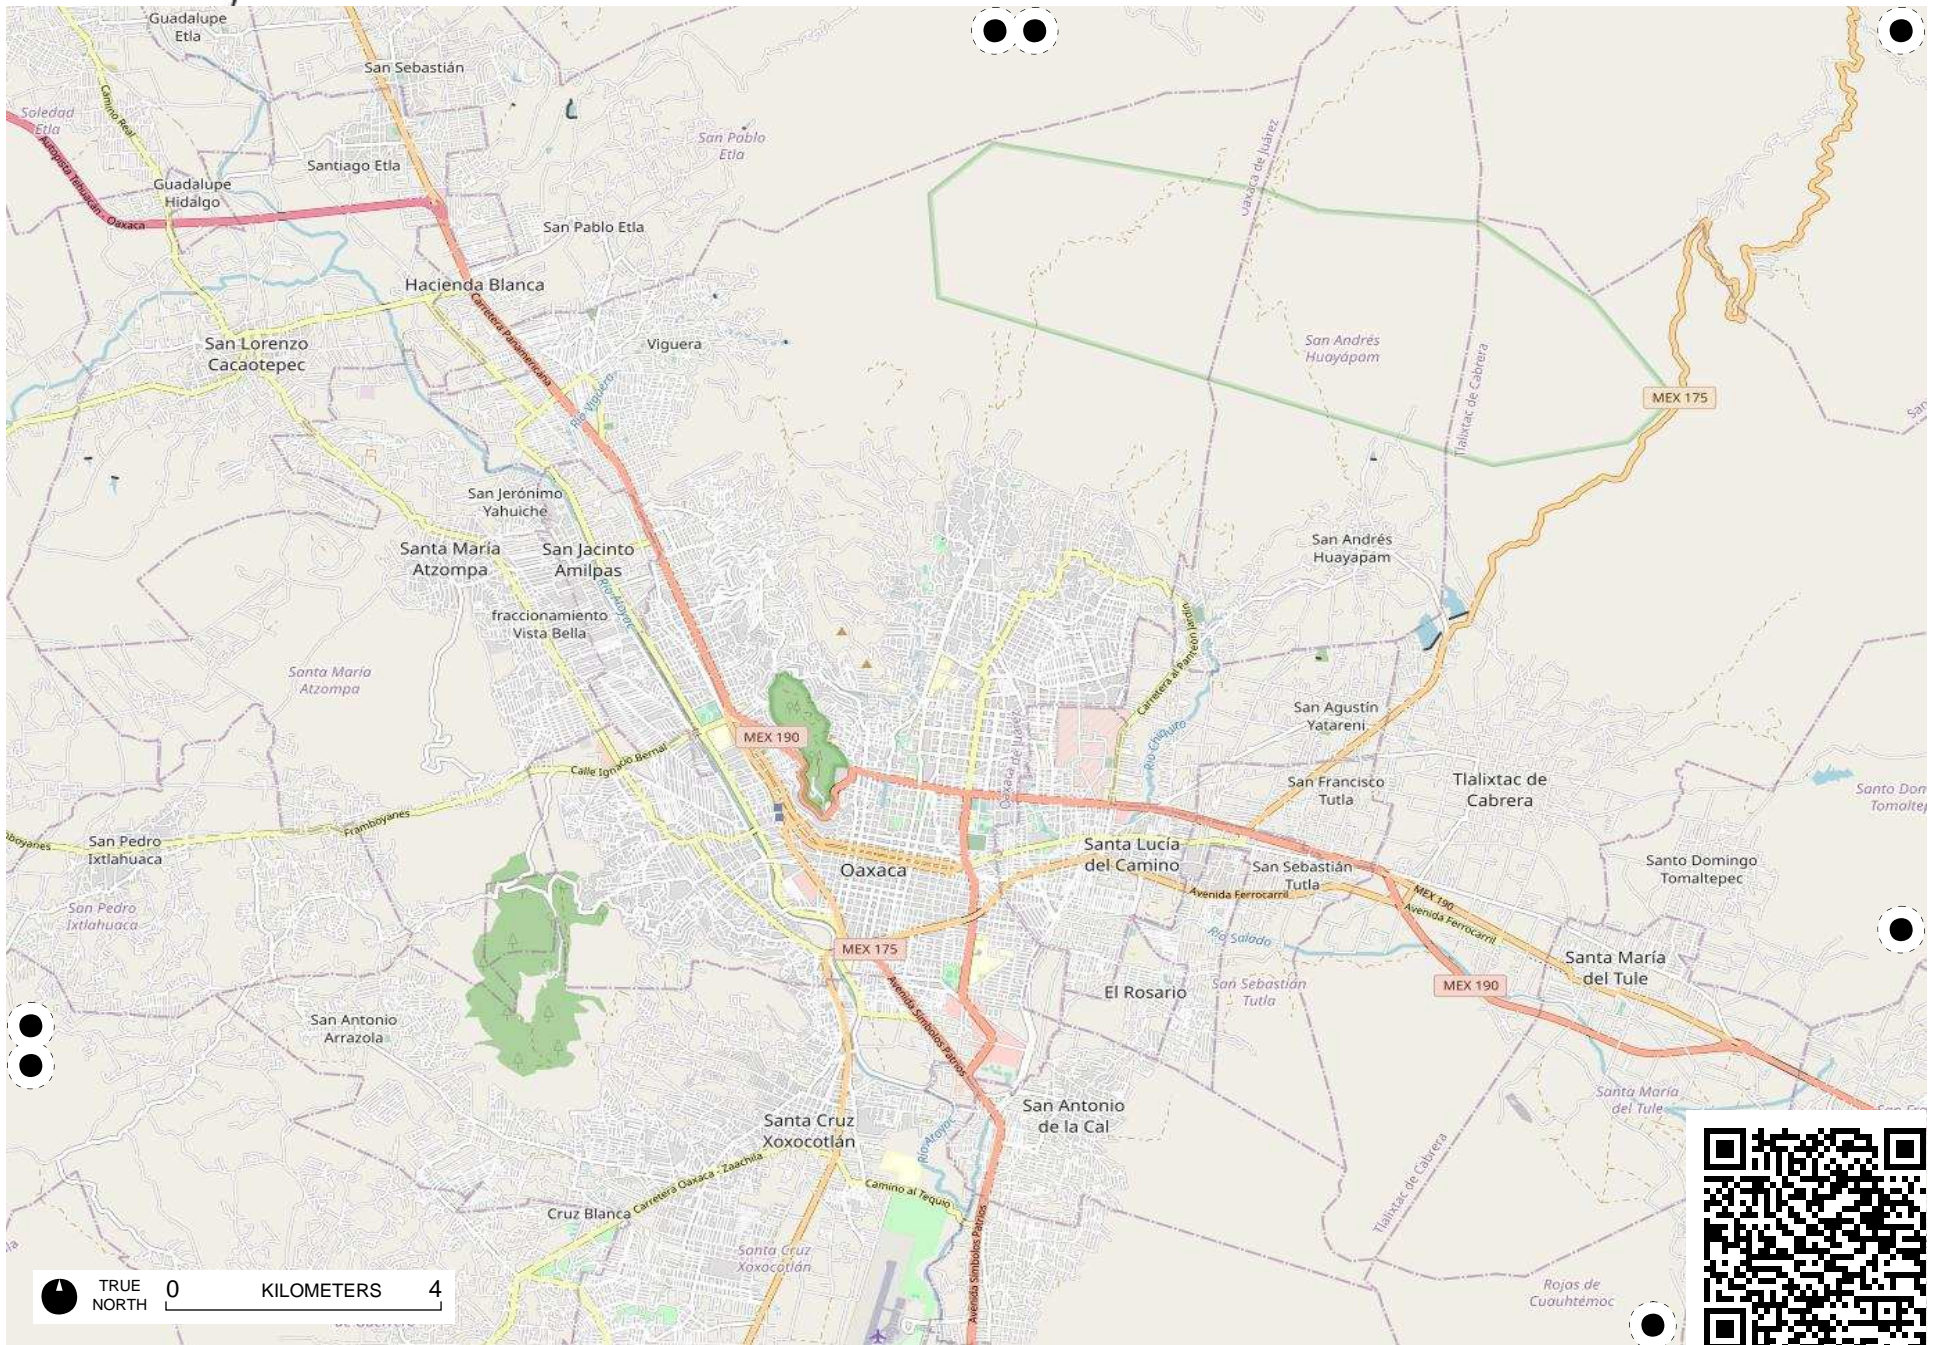 Guadalupe
Etla
San Sebastián
Camino Real
Soledad
Etla
Autopista Tehuacán - Oaxaca
San Pablo
Etla
Santiago Etla
Guadalupe
Hidalgo
Oaxaca
San Pablo Etla
Oaxaca de Juárez
Hacienda Blanca
Carretera Panamericana
San Lorenzo
Cacaotepec
Viguera
Río Viguera
San Andrés
Huayápam
Tlalixtac de Cabrera
MEX 175
San
San Jerónimo
Yahuiche
Santa María
Atzompa
San Jacinto
Amilpas
Río Atoyac
fraccionamiento
Vista Bella
San Andrés
Huayapam
Carretera al Panteón Jardín
Santa María
Atzompa
San Agustín
Yatareni
MEX 190
Oaxaca de Juárez
Río Chiquito
Calle Ignacio Bernal
San Francisco
Tutla
Tlalixtac de
Cabrera
Santo Dom
Tomaltep
Framboyanes
boyanes
San Pedro
Ixtlahuaca
Oaxaca
Santa Lucía
del Camino
San Sebastián
Tutla
Santo Domingo
Tomaltepec
Avenida Ferrocarril
MEX 190
Avenida Ferrocarril
San Pedro
Ixtlahuaca
MEX 175
Río Salado
Santa María
del Tule
MEX 190
El Rosario
San Sebastián
Tutla
San Antonio
Arrazola
Avenida Símbolos Patrios
Santa Cruz
Xoxocotlán
San Antonio
de la Cal
Santa María
del Tule
Río Atoyac
Carretera Oaxaca - Zaachila
Camino al Tequio
Tlalixtac de Cabrera
Cruz Blanca
Santa Cruz
Xoxocotlán
Avenida Símbolos Patrios
Rojas de
Cuauhtémoc
TRUE
NORTH
0 KILOMETERS 4